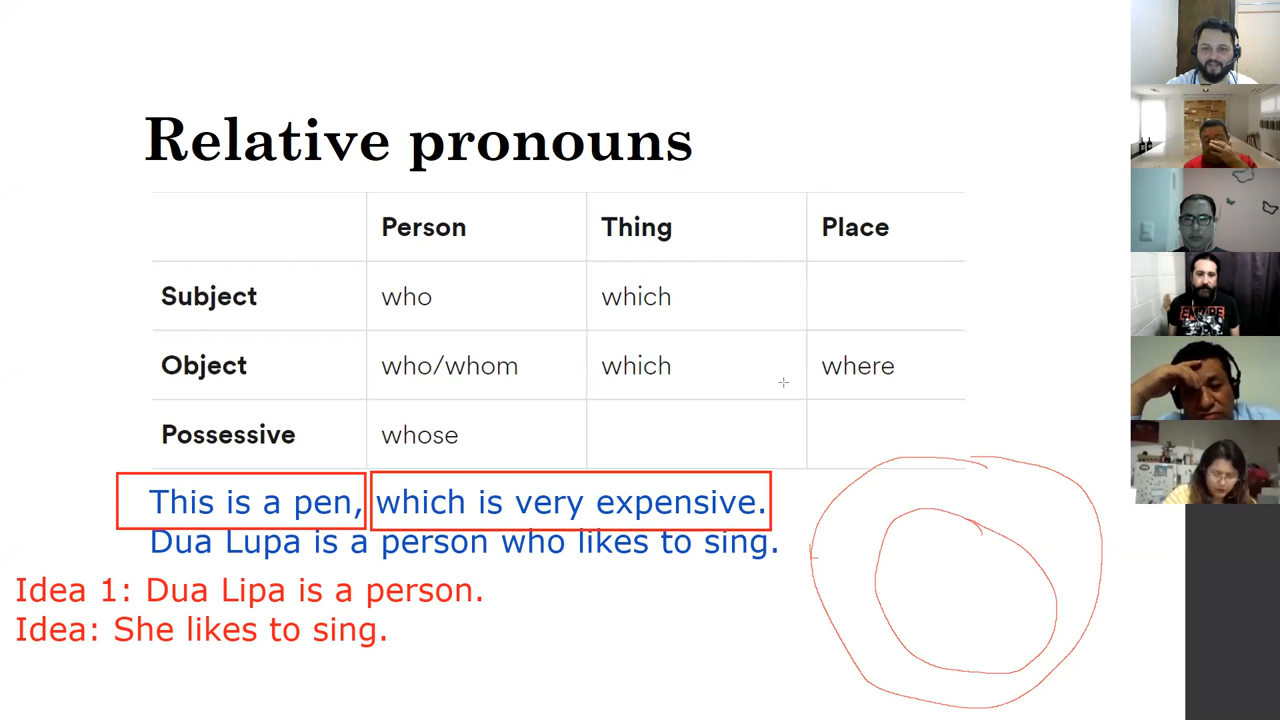 Relative pronouns
Person Thing Place
Subject who which
Object who/whom which where
Possessive whose
This is a pen, which is very expensive.
Dua Lupa is a person who likes to sing.
Idea 1: Dua Lipa is a person.
Idea: She likes to sing.